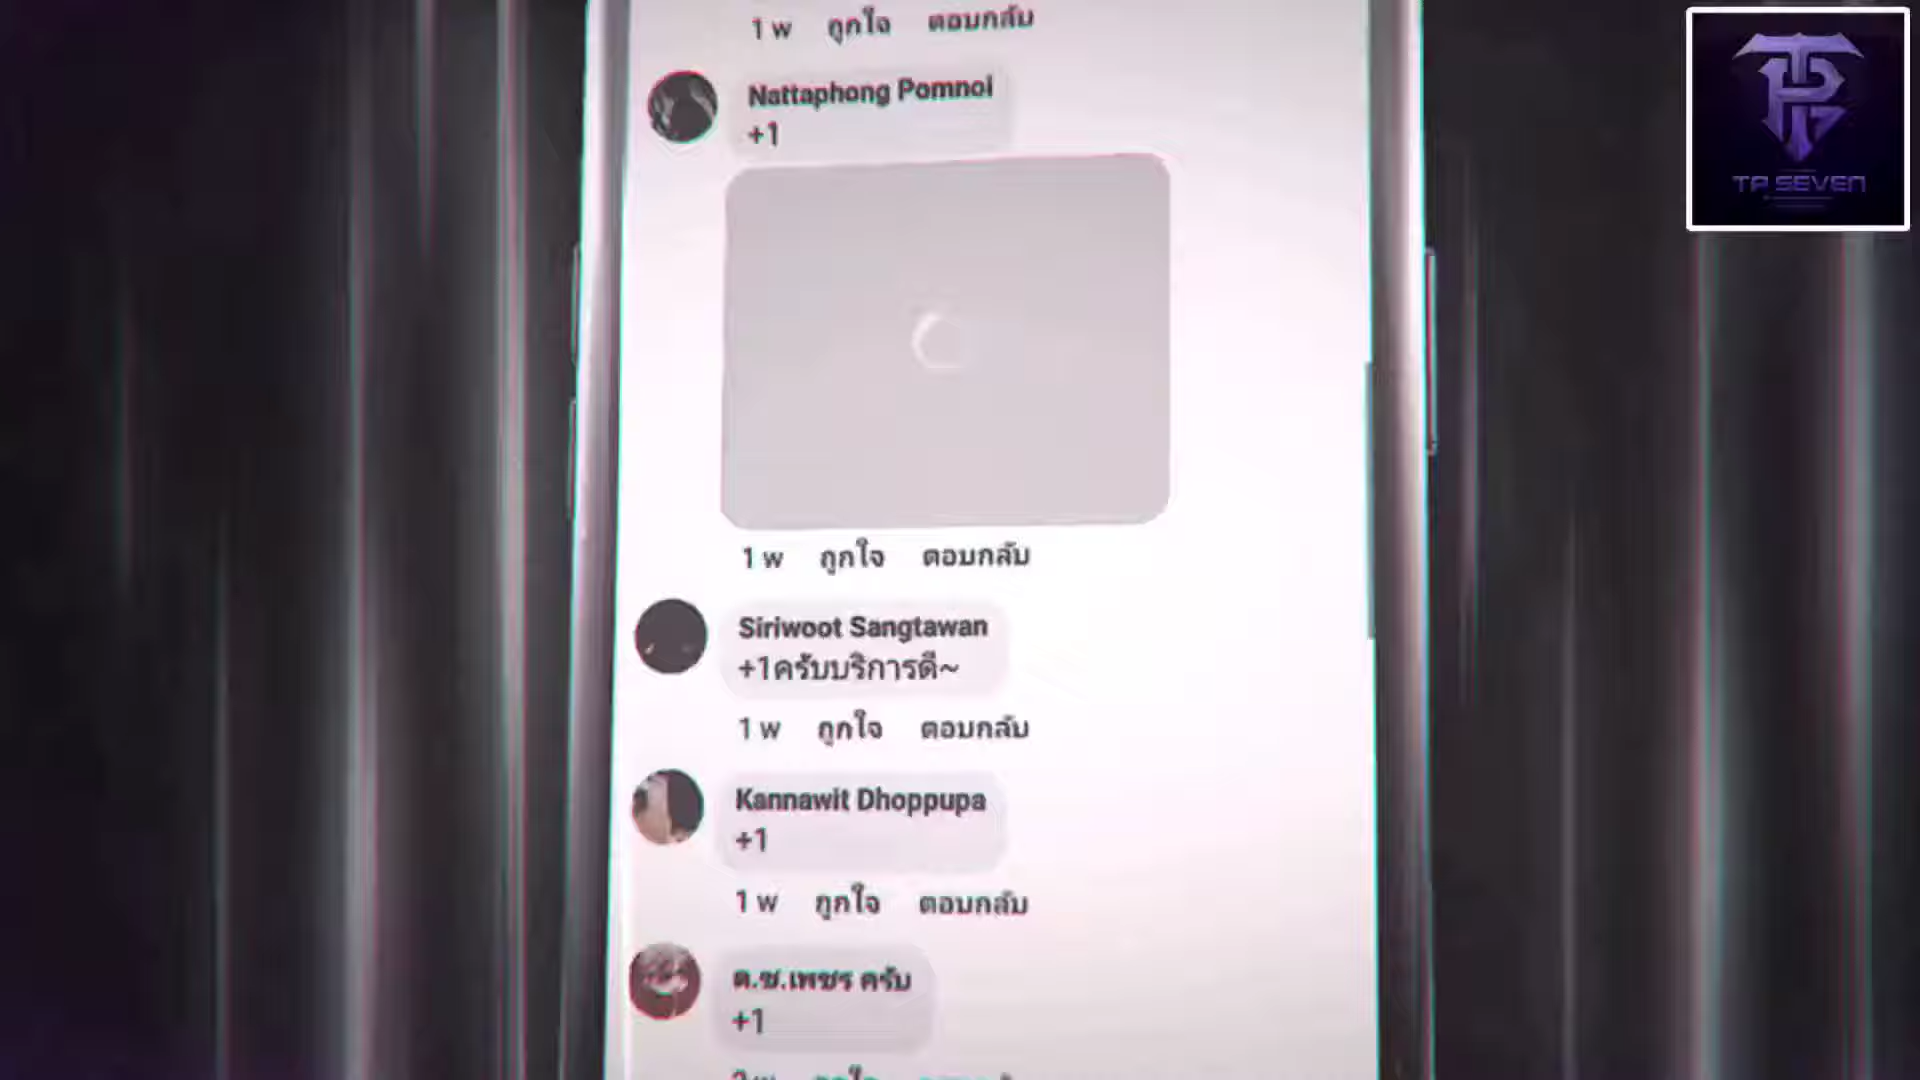 1 w ถูกใจ ตอบกลับ
Nattaphong Pomnoi
+1
1 w ถูกใจ ตอบกลับ
Siriwoot Sangtawan
+1ครับบริการดี~
1 w ถูกใจ ตอบกลับ
Kannawit Dhoppupa
+1
1 w ถูกใจ ตอบกลับ
ด.ช.เพชร ครับ
+1
TP SEVEN